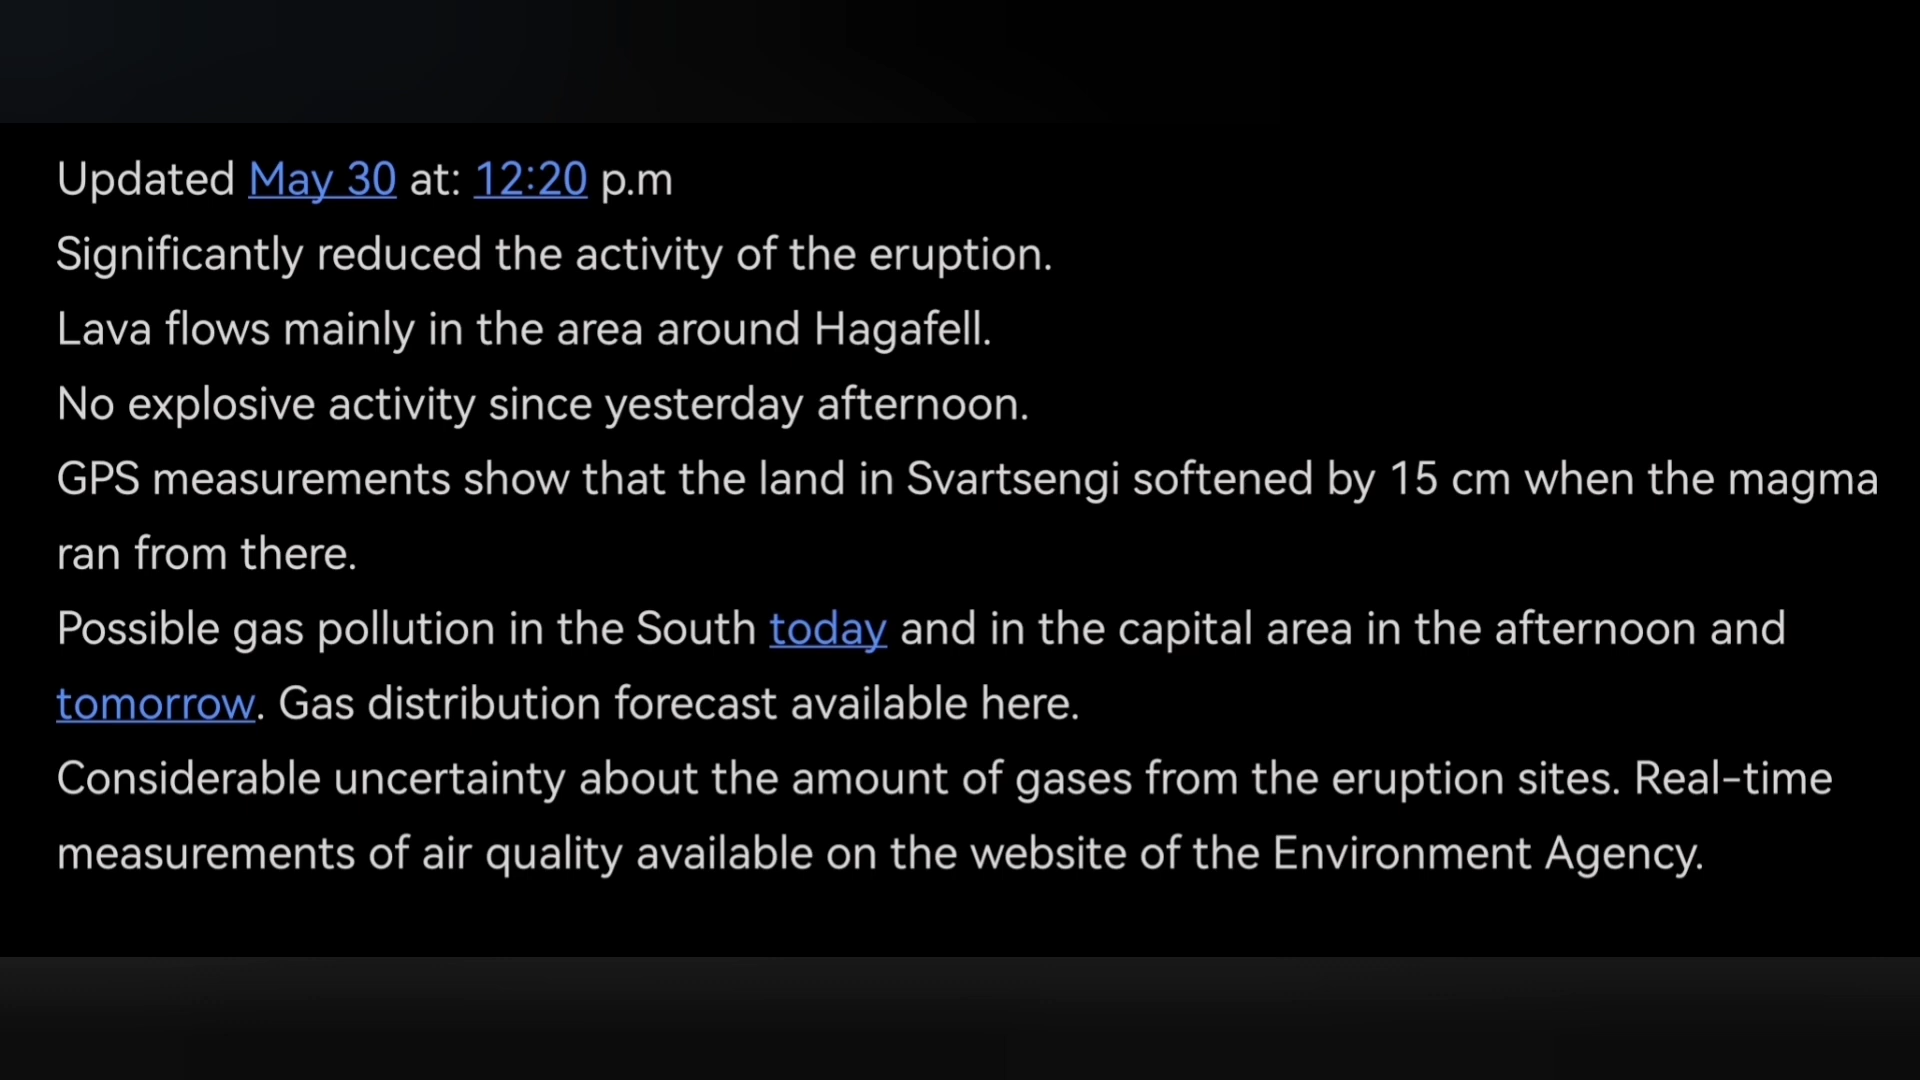 Updated May 30 at: 12:20 p.m
Significantly reduced the activity of the eruption.
Lava flows mainly in the area around Hagafell.
No explosive activity since yesterday afternoon.
GPS measurements show that the land in Svartsengi softened by 15 cm when the magma
ran from there.
Possible gas pollution in the South today and in the capital area in the afternoon and
tomorrow. Gas distribution forecast available here.
Considerable uncertainty about the amount of gases from the eruption sites. Real-time
measurements of air quality available on the website of the Environment Agency.